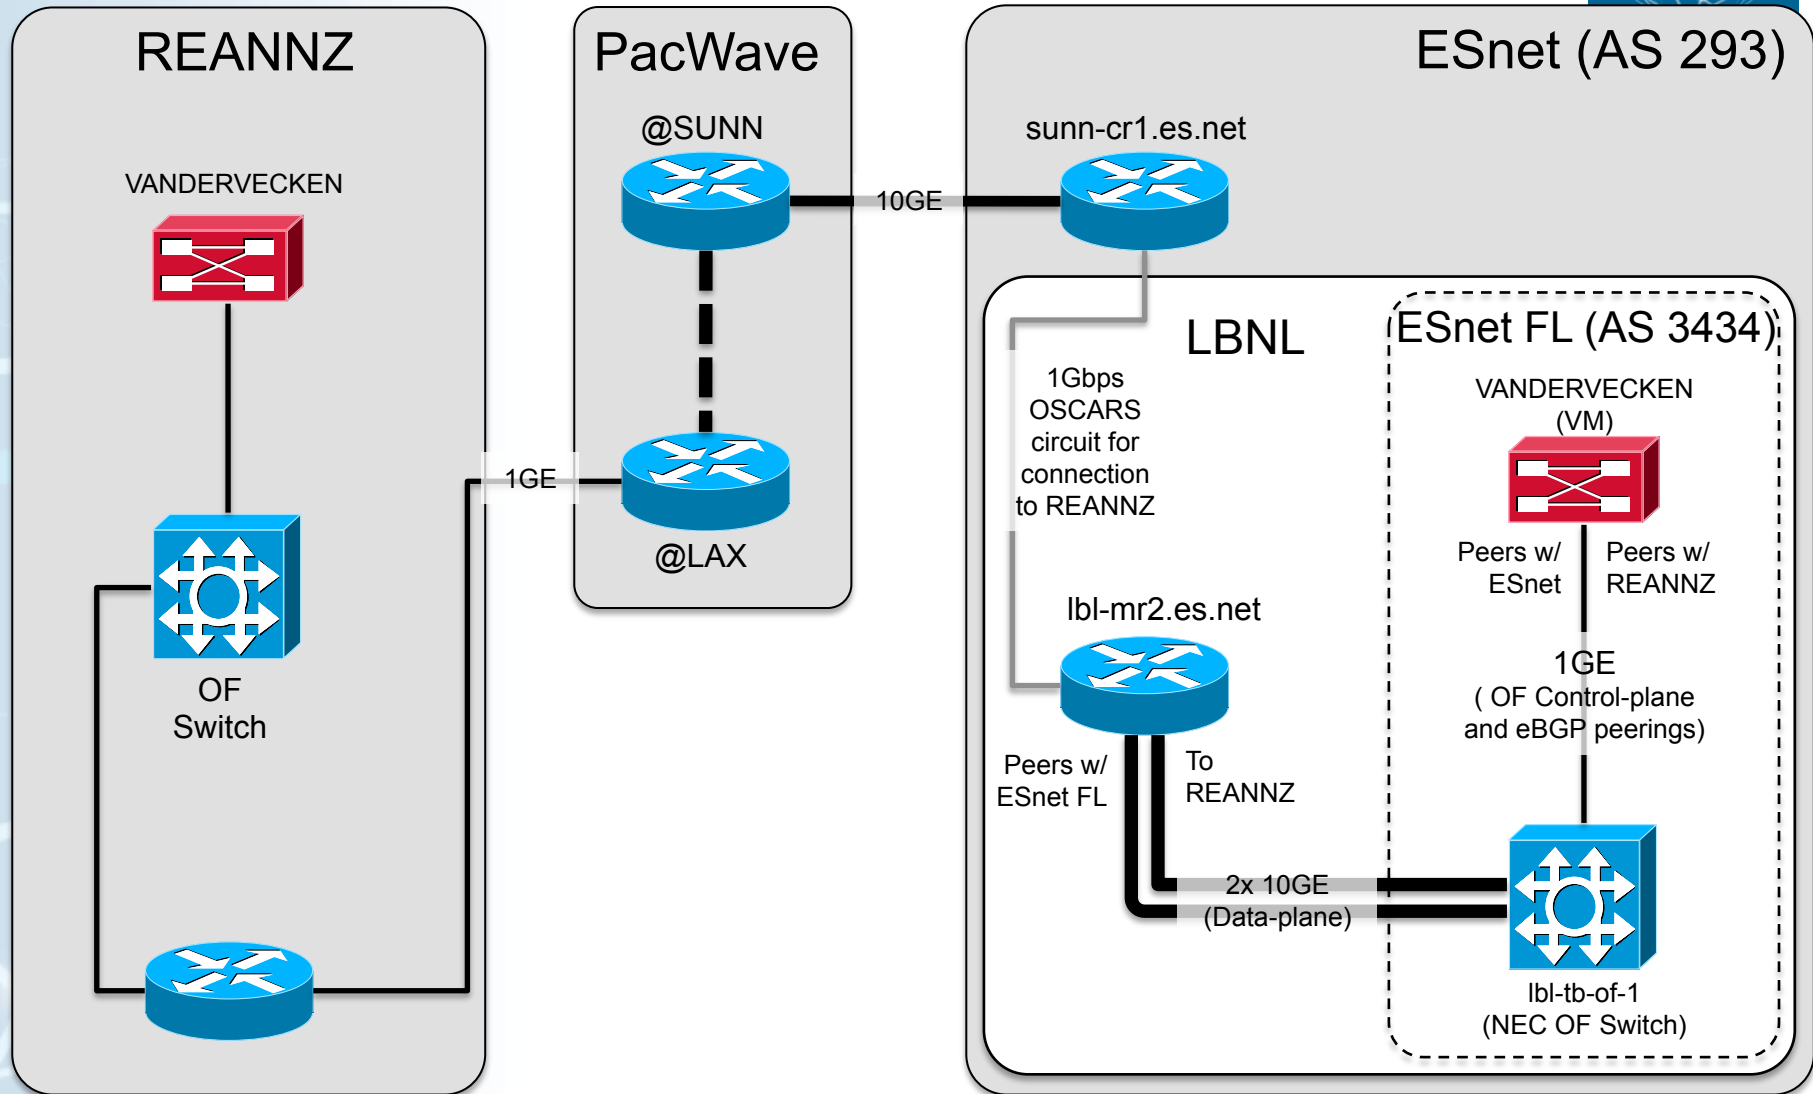 REANNZ
VANDERVECKEN
OF
Switch
1GE
PacWave
@SUNN
@LAX
10GE
ESnet (AS 293)
sunn-cr1.es.net
LBNL
1Gbps
OSCARS
circuit for
connection
to REANNZ
lbl-mr2.es.net
Peers w/
ESnet FL
To
REANNZ
2x 10GE
(Data-plane)
ESnet FL (AS 3434)
VANDERVECKEN
(VM)
Peers w/
ESnet
Peers w/
REANNZ
1GE
( OF Control-plane
and eBGP peerings)
lbl-tb-of-1
(NEC OF Switch)